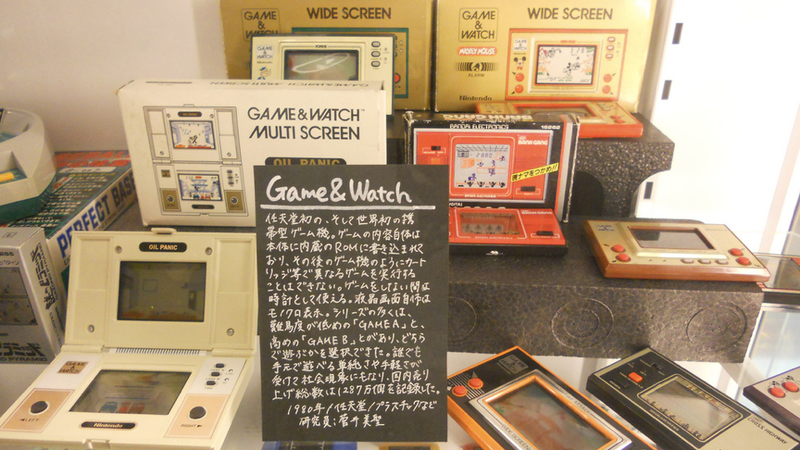 GAME & WATCH
WIDE SCREEN
GAME & WATCH
WIDE SCREEN
MICKEY MOUSE
ALARM
Nintendo
GAME & WATCH
MULTI SCREEN
OIL PANIC
BANDAI ELECTRONICS
PERFECT
OIL PANIC
LEFT
RIGHT
Nintendo
WIDE SCREEN
CROSS HIGHWAY
Game & Watch
任天堂初の、そして世界初の携
帯型ゲーム機。ゲームの内容自体は
本体に内蔵のROMに書き込まれて
おり、その後のゲーム機のようにカート
リッジ等で異なるゲームを実行する
ことはできない。ゲームをしない間は
時計として使える。液晶画面自体は
モノクロ表示。シリーズの多くは、
難易度が低めの「GAME A」と、
高めの「GAME B」とがあり、どちら
で遊ぶかを選択できた。誰でも
手元で遊べる単純さや手軽さが
受けて社会現象にもなり、国内売り
上げ総数は1287万個を記録した。
1980年/任天堂/プラスチックなど